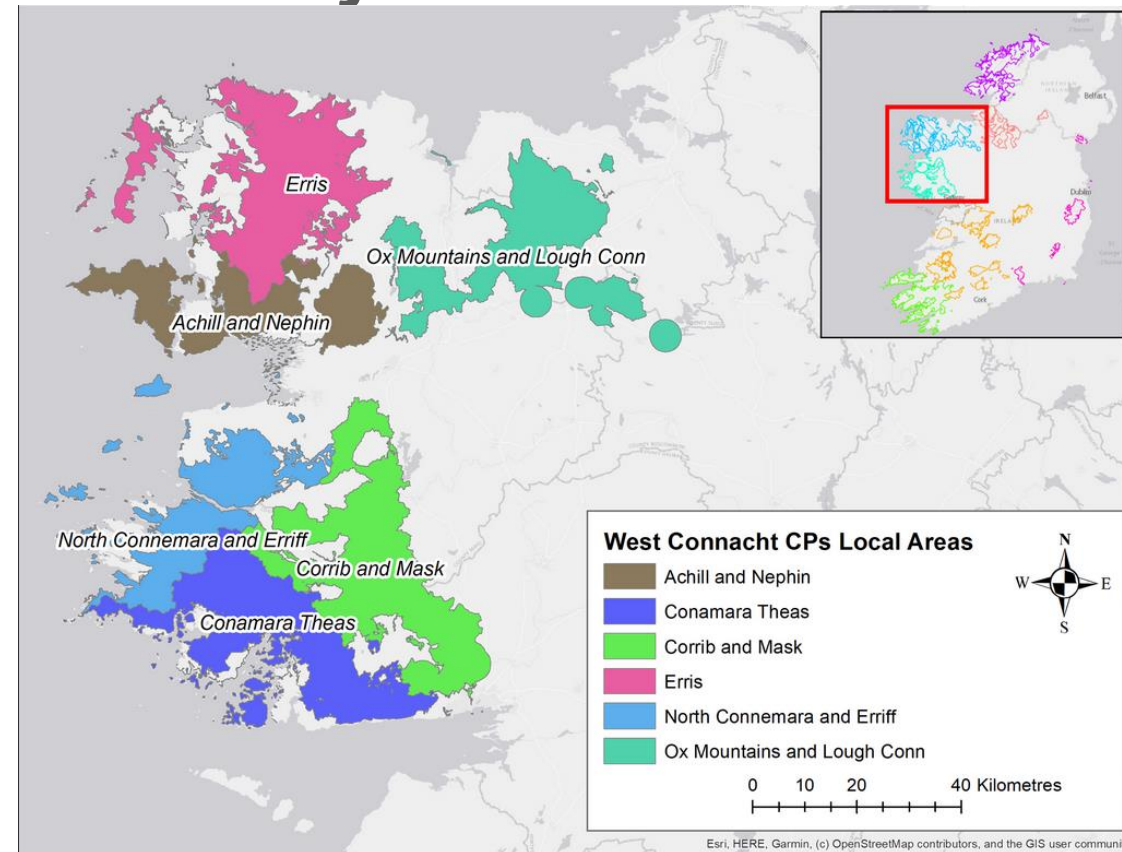 Erris
Ox Mountains and Lough Conn
Achill and Nephin
North Connemara and Erriff
Corrib and Mask
Conamara Theas
Belfast
Dublin
Cork
West Connacht CPs Local Areas
Achill and Nephin
Conamara Theas
Corrib and Mask
Erris
North Connemara and Erriff
Ox Mountains and Lough Conn
N
W E
S
0 10 20 40 Kilometres
Esri, HERE, Garmin, (c) OpenStreetMap contributors, and the GIS user communi